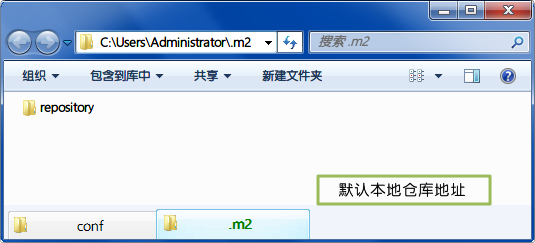 C:\Users\Administrator\.m2
搜索 .m2
组织 包含到库中 共享 新建文件夹
repository
默认本地仓库地址
conf .m2